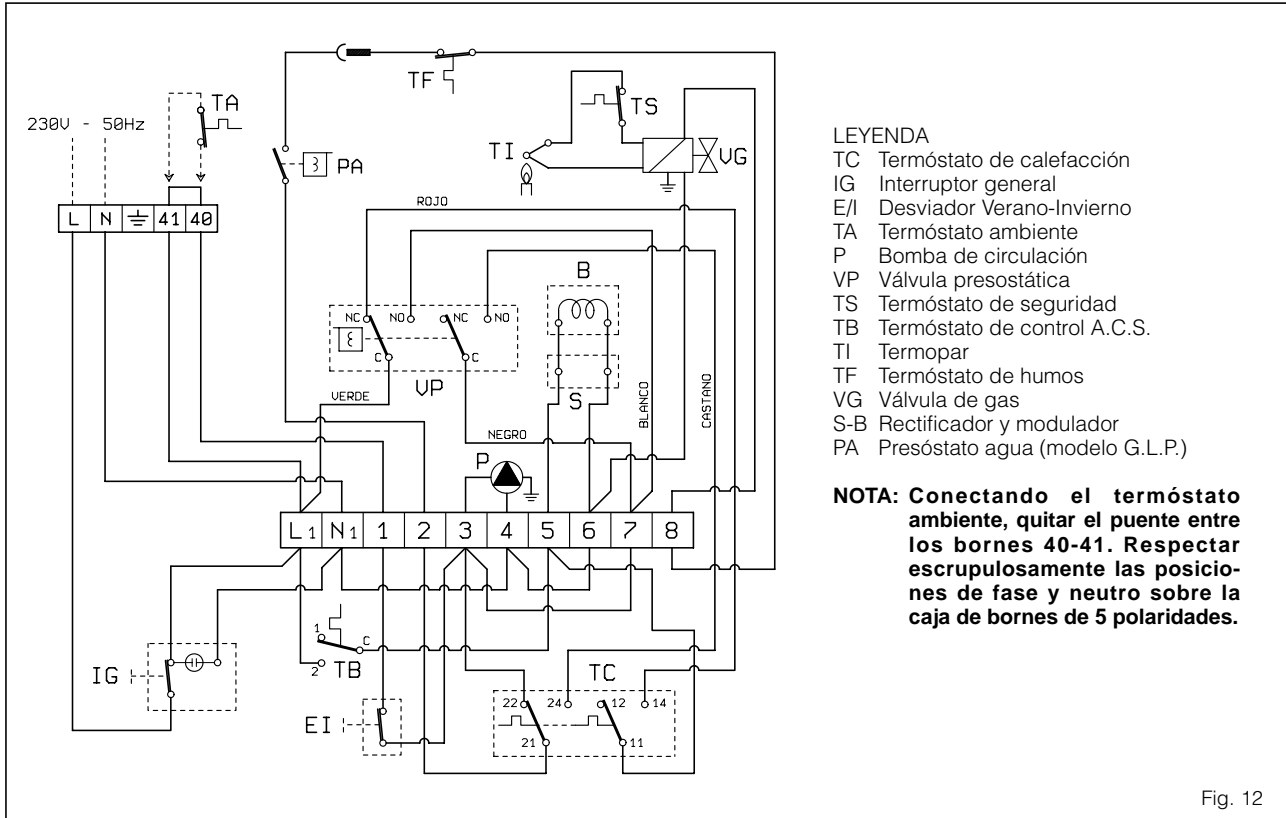 230V - 50Hz
TA
TF
TS
TI
VG
PA
L N 41 40
ROJO
B
NC NO NC NO
C C
VP
S
VERDE
BLANCO
CASTANO
NEGRO
P
L1 N1 1 2 3 4 5 6 7 8
1
C
2 TB
IG
EI
TC
22 24 12 14
21 11
LEYENDA
TC Termóstato de calefacción
IG Interruptor general
E/I Desviador Verano-Invierno
TA Termóstato ambiente
P Bomba de circulación
VP Válvula presostática
TS Termóstato de seguridad
TB Termóstato de control A.C.S.
TI Termopar
TF Termóstato de humos
VG Válvula de gas
S-B Rectificador y modulador
PA Presóstato agua (modelo G.L.P.)
NOTA: Conectando el termóstato
ambiente, quitar el puente entre
los bornes 40-41. Respectar
escrupulosamente las posicio-
nes de fase y neutro sobre la
caja de bornes de 5 polaridades.
Fig. 12